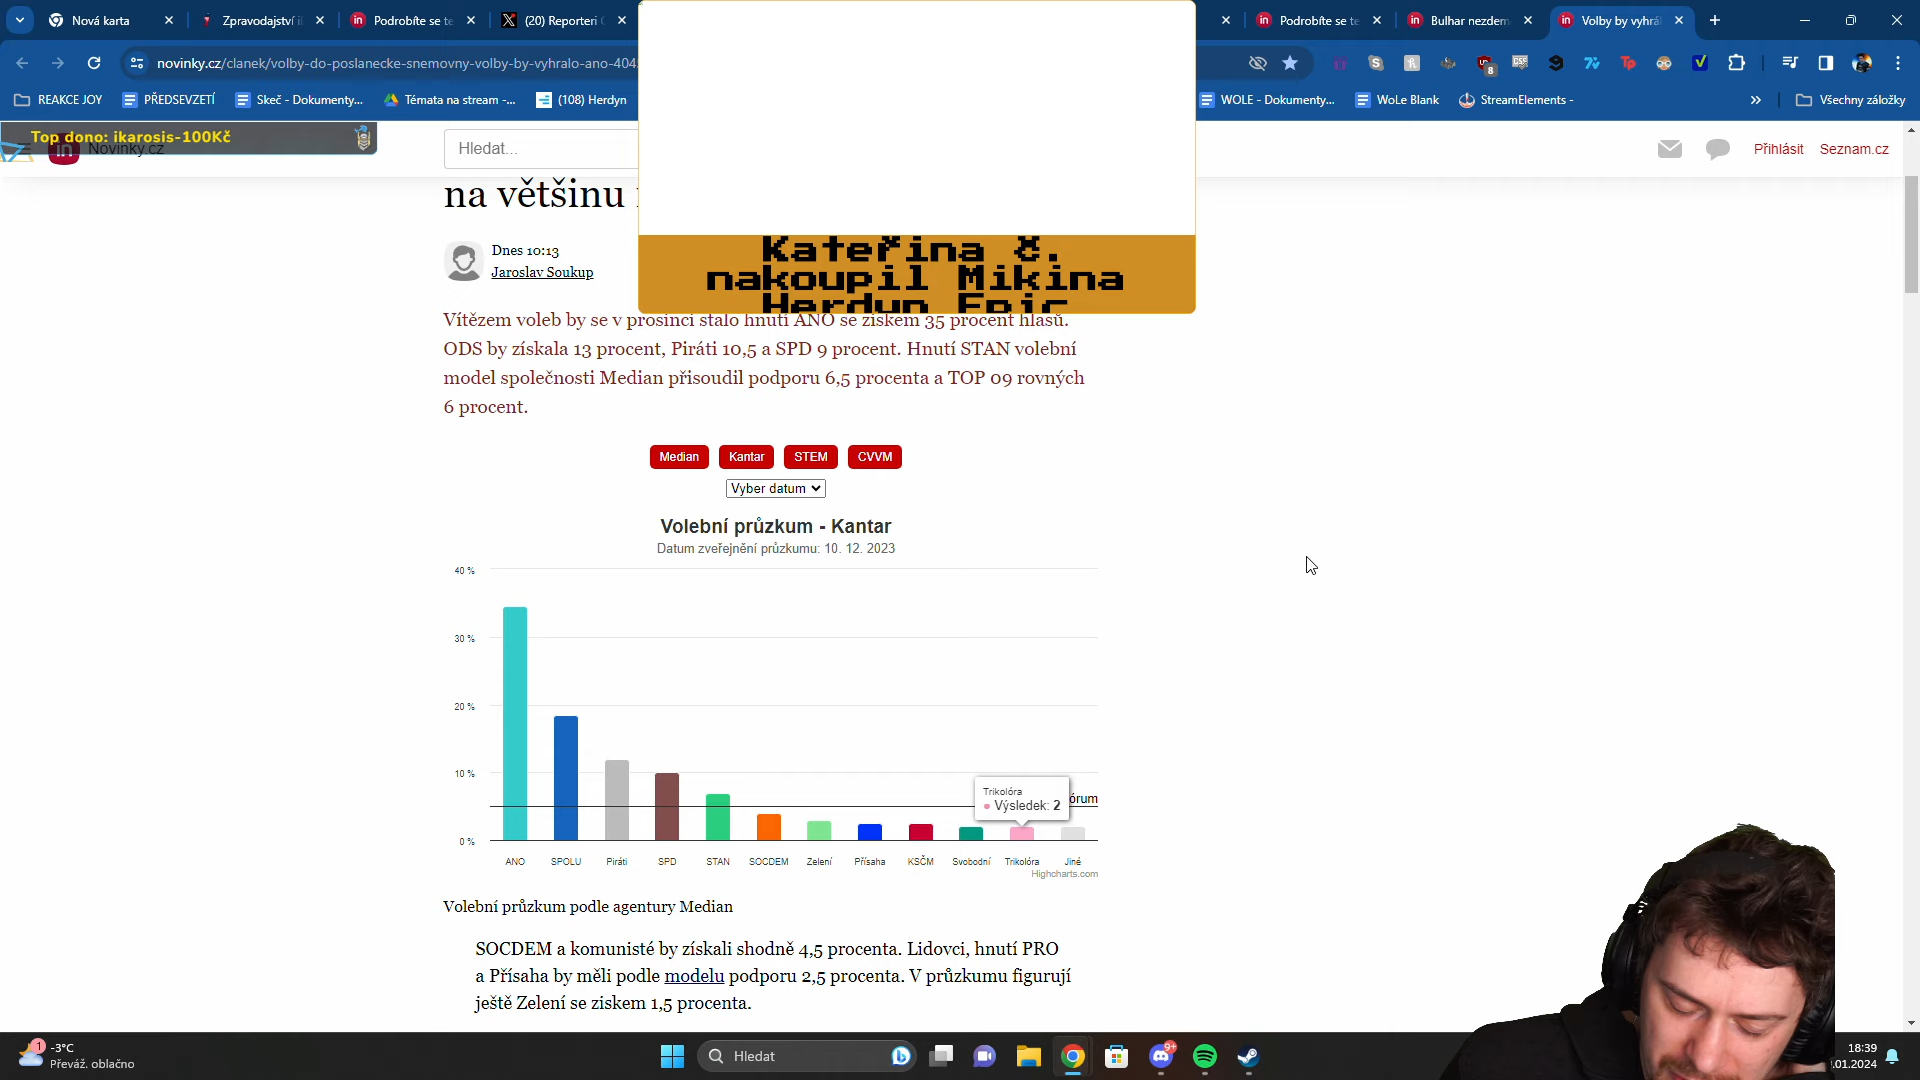 Nová karta
Zpravodajství i
Podrobíte se te
(20) Reporteri
Podrobíte se te
Bulhar nezdem
Volby by vyhrá
novinky.cz/clanek/volby-do-poslanecke-snemovny-volby-by-vyhralo-ano-404
REAKCE JOY
PŘEDSEVZETÍ
Skeč - Dokumenty...
Témata na stream -...
(108) Herdyn
WOLE - Dokumenty...
WoLe Blank
StreamElements -
Všechny záložky
Top dono: ikarosis-100Kč
Novinky.cz
Hledat...
Přihlásit
Seznam.cz
na většinu
Dnes 10:13
Jaroslav Soukup
Kateřina č.
nakoupil Mikina
Herdyn Epic
Vítězem voleb by se v prosinci stalo hnutí ANO se ziskem 35 procent hlasů.
ODS by získala 13 procent, Piráti 10,5 a SPD 9 procent. Hnutí STAN volební
model společnosti Median přisoudil podporu 6,5 procenta a TOP 09 rovných
6 procent.
Median
Kantar
STEM
CVVM
Vyber datum
Volební průzkum - Kantar
Datum zveřejnění průzkumu: 10. 12. 2023
40 %
30 %
20 %
10 %
0 %
Trikolóra
Výsledek: 2
órum
ANO
SPOLU
Piráti
SPD
STAN
SOCDEM
Zelení
Přísaha
KSČM
Svobodní
Trikolóra
Jiné
Highcharts.com
Volební průzkum podle agentury Median
SOCDEM a komunisté by získali shodně 4,5 procenta. Lidovci, hnutí PRO
a Přísaha by měli podle modelu podporu 2,5 procenta. V průzkumu figurují
ještě Zelení se ziskem 1,5 procenta.
-3°C
Převáž. oblačno
Hledat
18:39
.01.2024